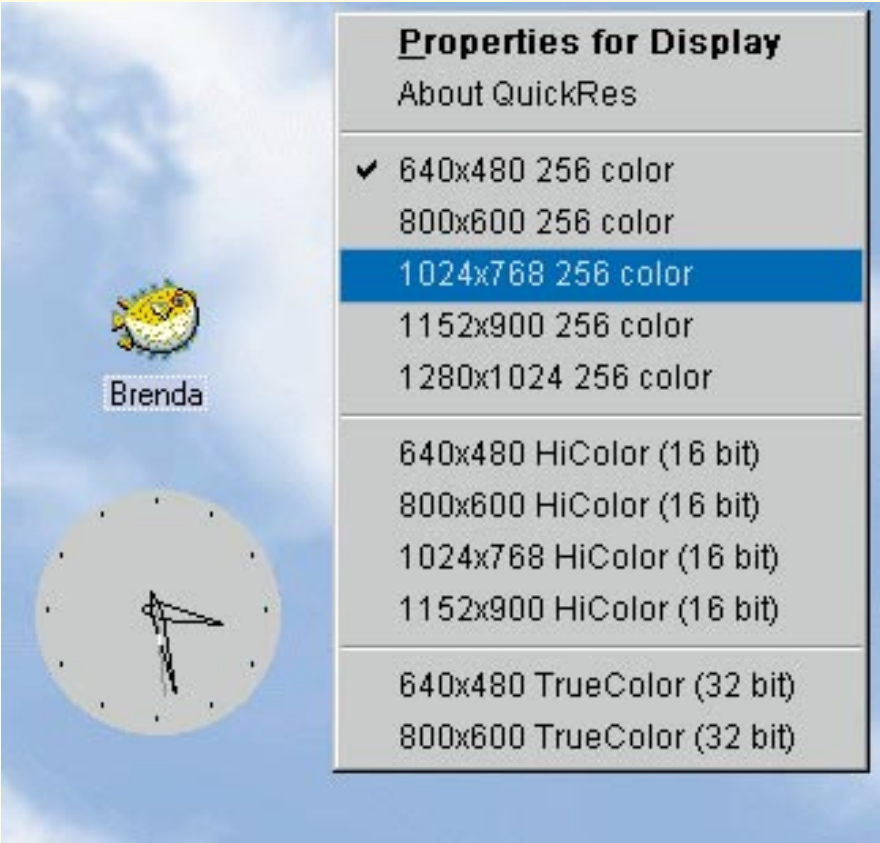 Properties for Display
About QuickRes
640x480 256 color
800x600 256 color
1024x768 256 color
1152x900 256 color
1280x1024 256 color
640x480 HiColor (16 bit)
800x600 HiColor (16 bit)
1024x768 HiColor (16 bit)
1152x900 HiColor (16 bit)
640x480 TrueColor (32 bit)
800x600 TrueColor (32 bit)
Brenda